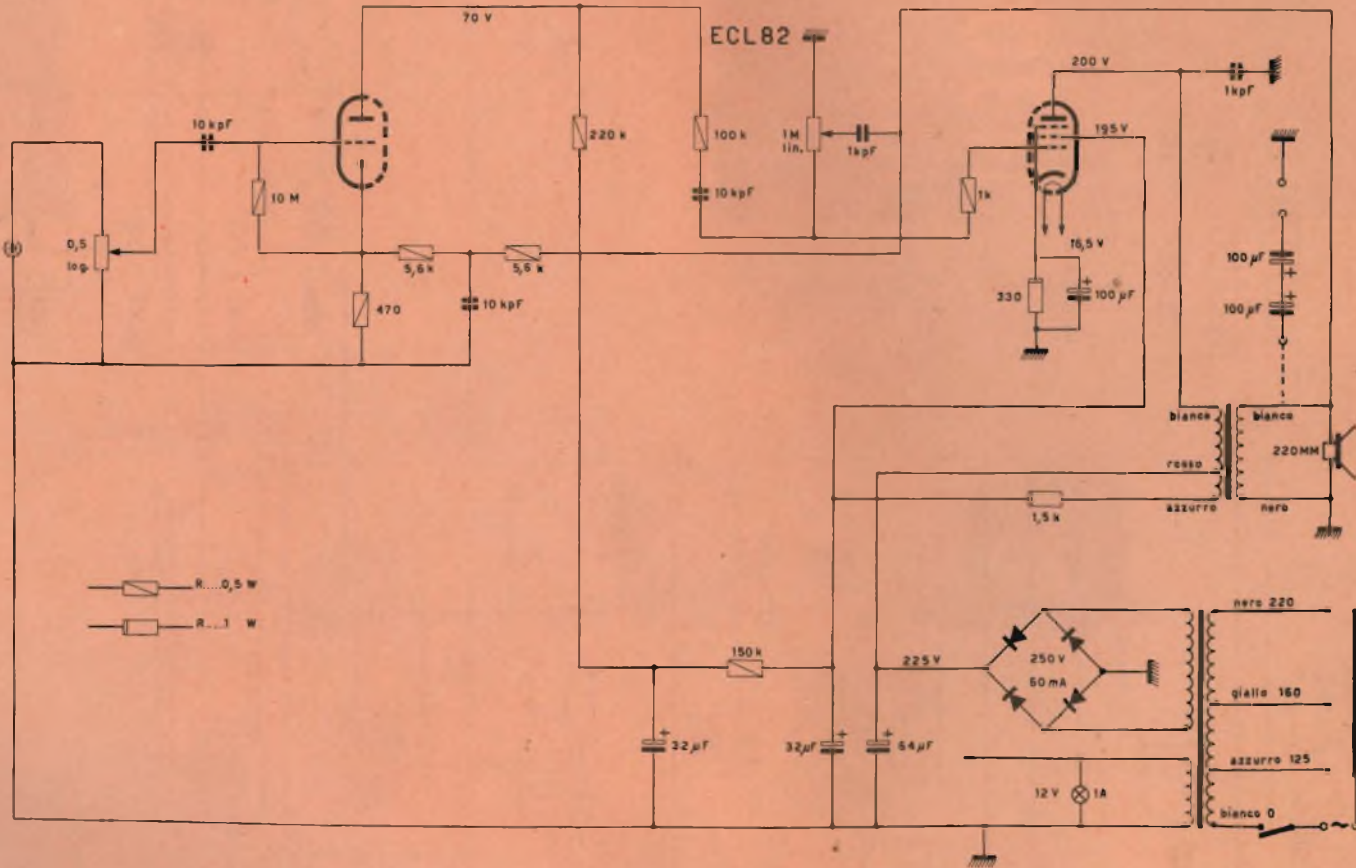 70 V
ECL82
200 V
1kpF
10 kpF
220 k
100 k
1M
lin.
1kpF
195 V
10 M
10 kpF
1k
0,5
log.
5,6 k
5,6 k
16,5 V
100 µF
470
10 kpF
330
100 µF
100 µF
bianco
bianco
220MM
rosso
1,5 k
azzurro
nero
R....0,5 W
R...1 W
nero 220
150 k
225 V
250 V
60 mA
giallo 160
32 µF
32 µF
64 µF
azzurro 125
12 V
1A
bianco 0
~